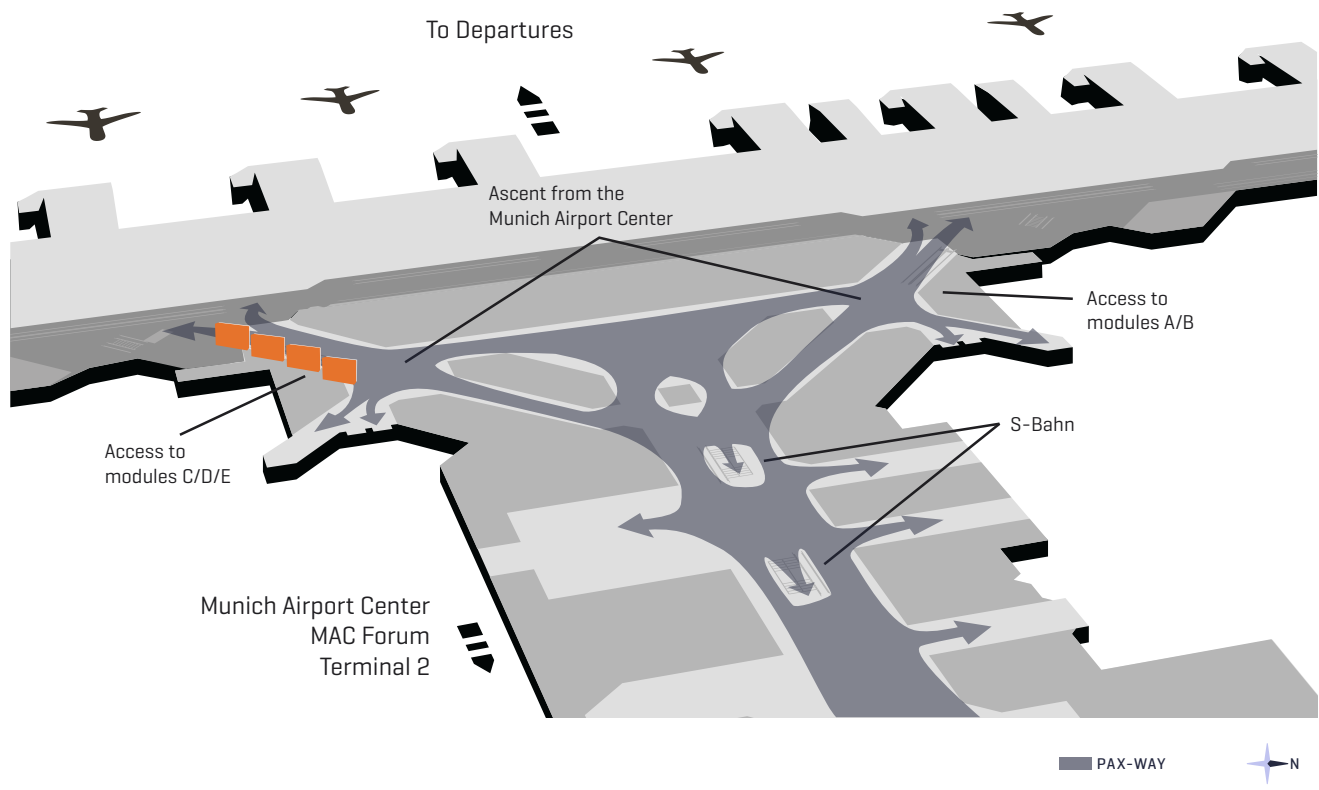 To Departures
Ascent from the
Munich Airport Center
Access to
modules A/B
Access to
modules C/D/E
S-Bahn
Munich Airport Center
MAC Forum
Terminal 2
PAX-WAY
N